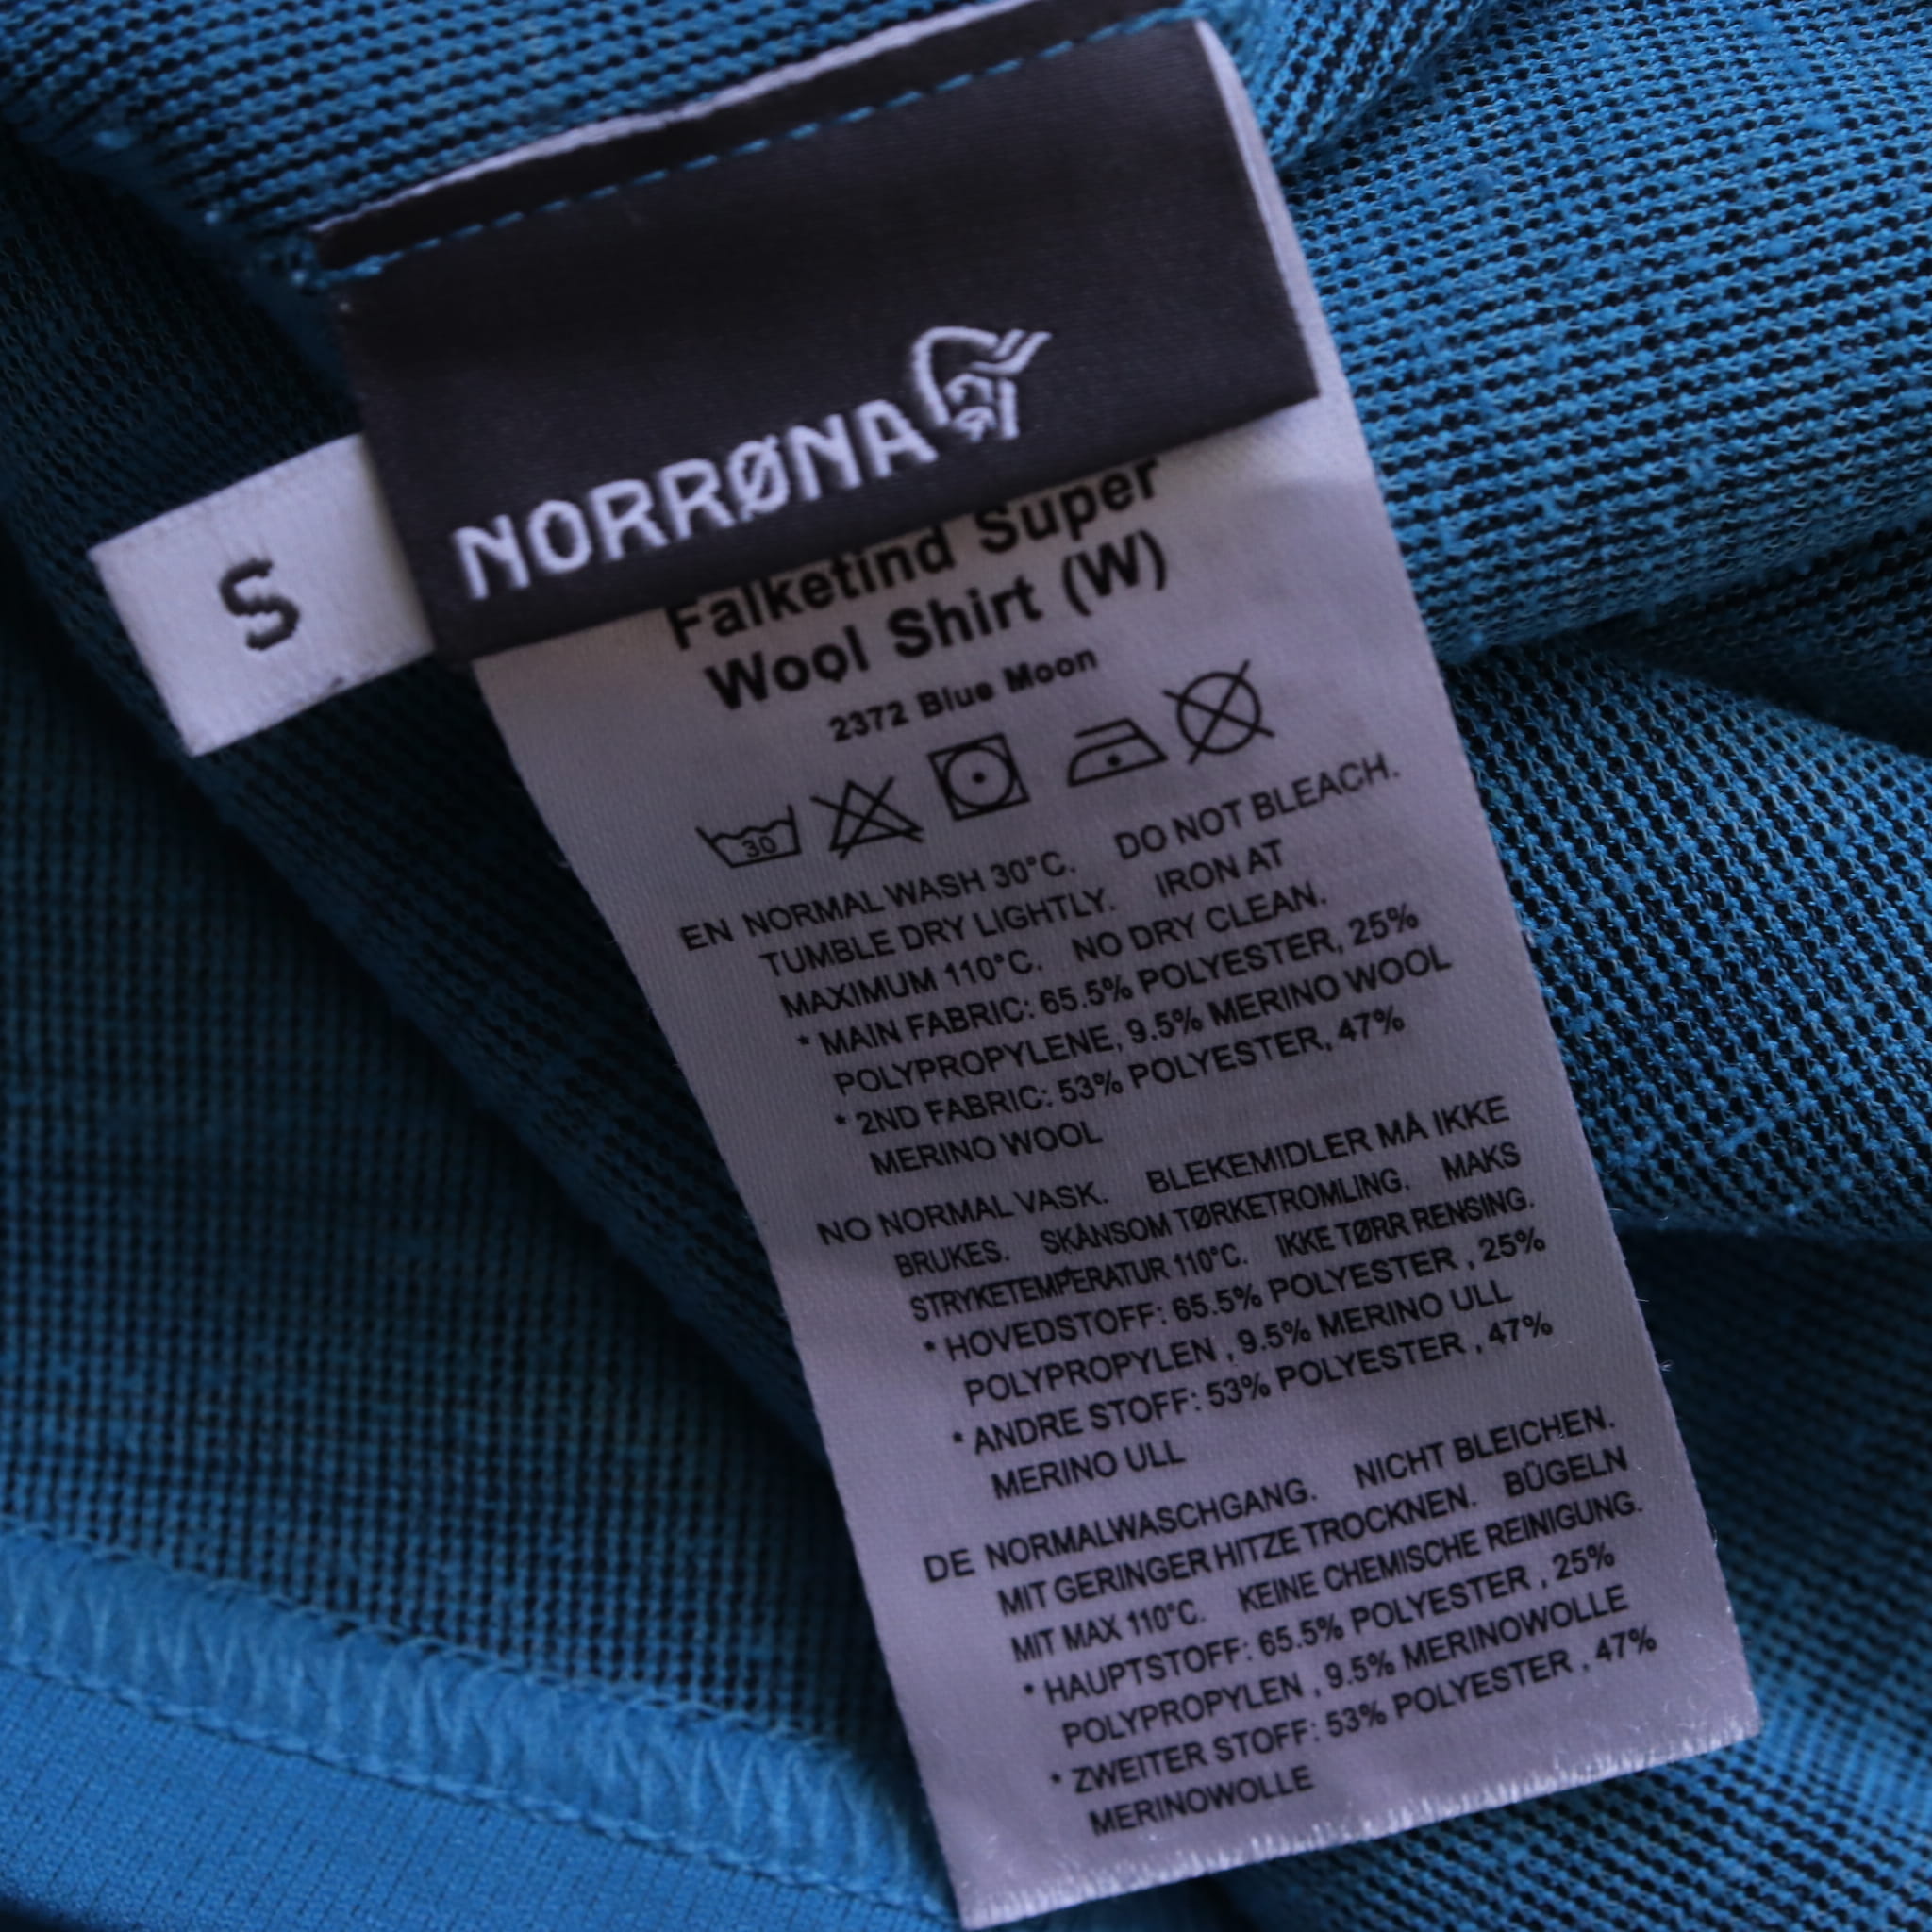 NORRØNA
S
Falketind Super
Wool Shirt (W)
2372 Blue Moon
30
EN NORMAL WASH 30°C. DO NOT BLEACH.
TUMBLE DRY LIGHTLY. IRON AT
MAXIMUM 110°C. NO DRY CLEAN.
* MAIN FABRIC: 65.5% POLYESTER, 25%
POLYPROPYLENE, 9.5% MERINO WOOL
* 2ND FABRIC: 53% POLYESTER, 47%
MERINO WOOL
NO NORMAL VASK. BLEKEMIDLER MÅ IKKE
BRUKES. SKÅNSOM TØRKETROMLING. MAKS
STRYKETEMPERATUR 110°C. IKKE TØRR RENSING.
* HOVEDSTOFF: 65.5% POLYESTER , 25%
POLYPROPYLEN , 9.5% MERINO ULL
* ANDRE STOFF: 53% POLYESTER , 47%
MERINO ULL
DE NORMALWASCHGANG. NICHT BLEICHEN.
MIT GERINGER HITZE TROCKNEN. BÜGELN
MIT MAX 110°C. KEINE CHEMISCHE REINIGUNG.
* HAUPTSTOFF: 65.5% POLYESTER , 25%
POLYPROPYLEN , 9.5% MERINOWOLLE
* ZWEITER STOFF: 53% POLYESTER , 47%
MERINOWOLLE